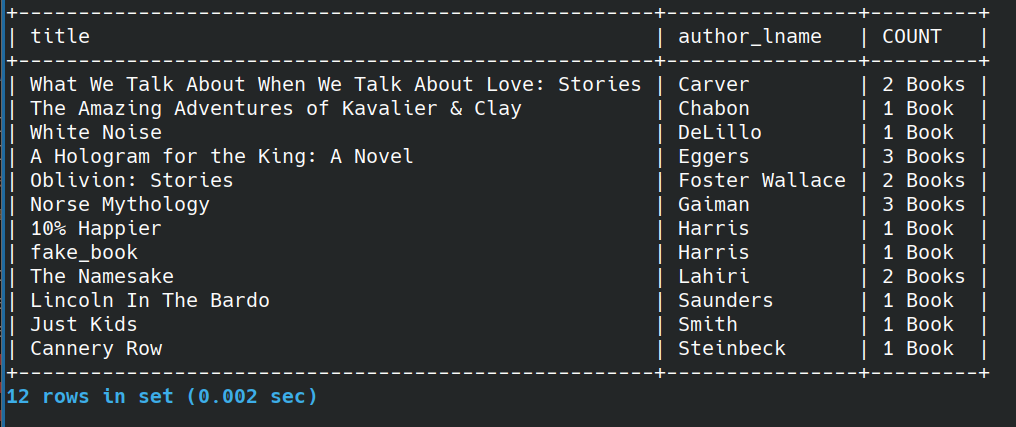 +-----------------------------------------------------+----------------+---------+
| title                                               | author_lname   | COUNT   |
+-----------------------------------------------------+----------------+---------+
| What We Talk About When We Talk About Love: Stories | Carver         | 2 Books |
| The Amazing Adventures of Kavalier & Clay           | Chabon         | 1 Book  |
| White Noise                                         | DeLillo        | 1 Book  |
| A Hologram for the King: A Novel                    | Eggers         | 3 Books |
| Oblivion: Stories                                   | Foster Wallace | 2 Books |
| Norse Mythology                                     | Gaiman         | 3 Books |
| 10% Happier                                         | Harris         | 1 Book  |
| fake_book                                           | Harris         | 1 Book  |
| The Namesake                                        | Lahiri         | 2 Books |
| Lincoln In The Bardo                                | Saunders       | 1 Book  |
| Just Kids                                           | Smith          | 1 Book  |
| Cannery Row                                         | Steinbeck      | 1 Book  |
+-----------------------------------------------------+----------------+---------+
12 rows in set (0.002 sec)